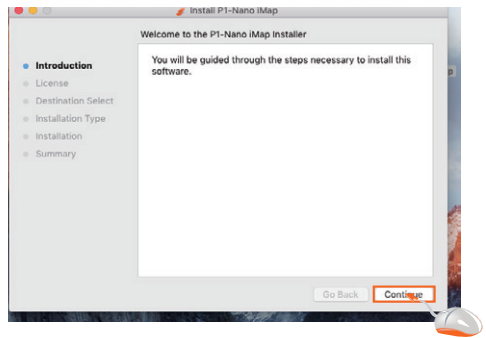 Install P1-Nano iMap
Welcome to the P1-Nano iMap Installer
You will be guided through the steps necessary to install this
software.
Introduction
License
Destination Select
Installation Type
Installation
Summary
Go Back
Continue